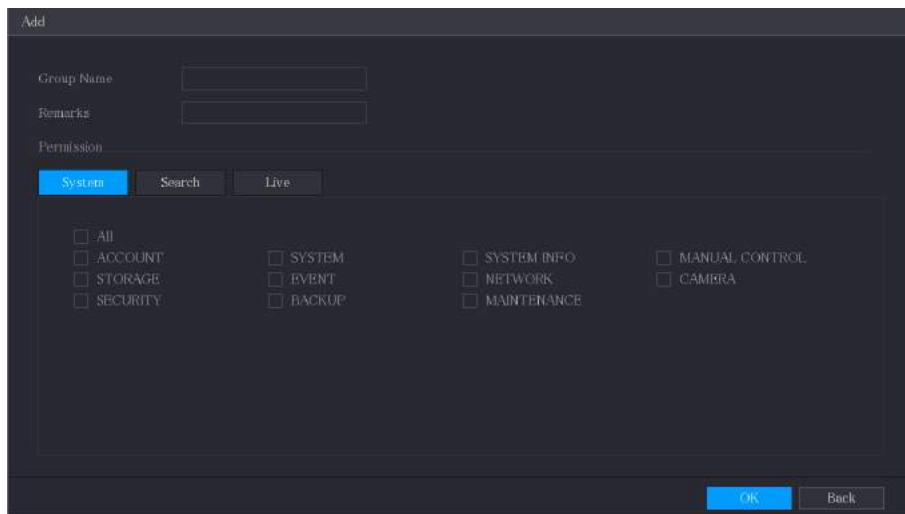 Add
Group Name
Remarks
Permission
System Search Live
All
ACCOUNT SYSTEM SYSTEM INFO MANUAL CONTROL
STORAGE EVENT NETWORK CAMERA
SECURITY BACKUP MAINTENANCE
OK Back